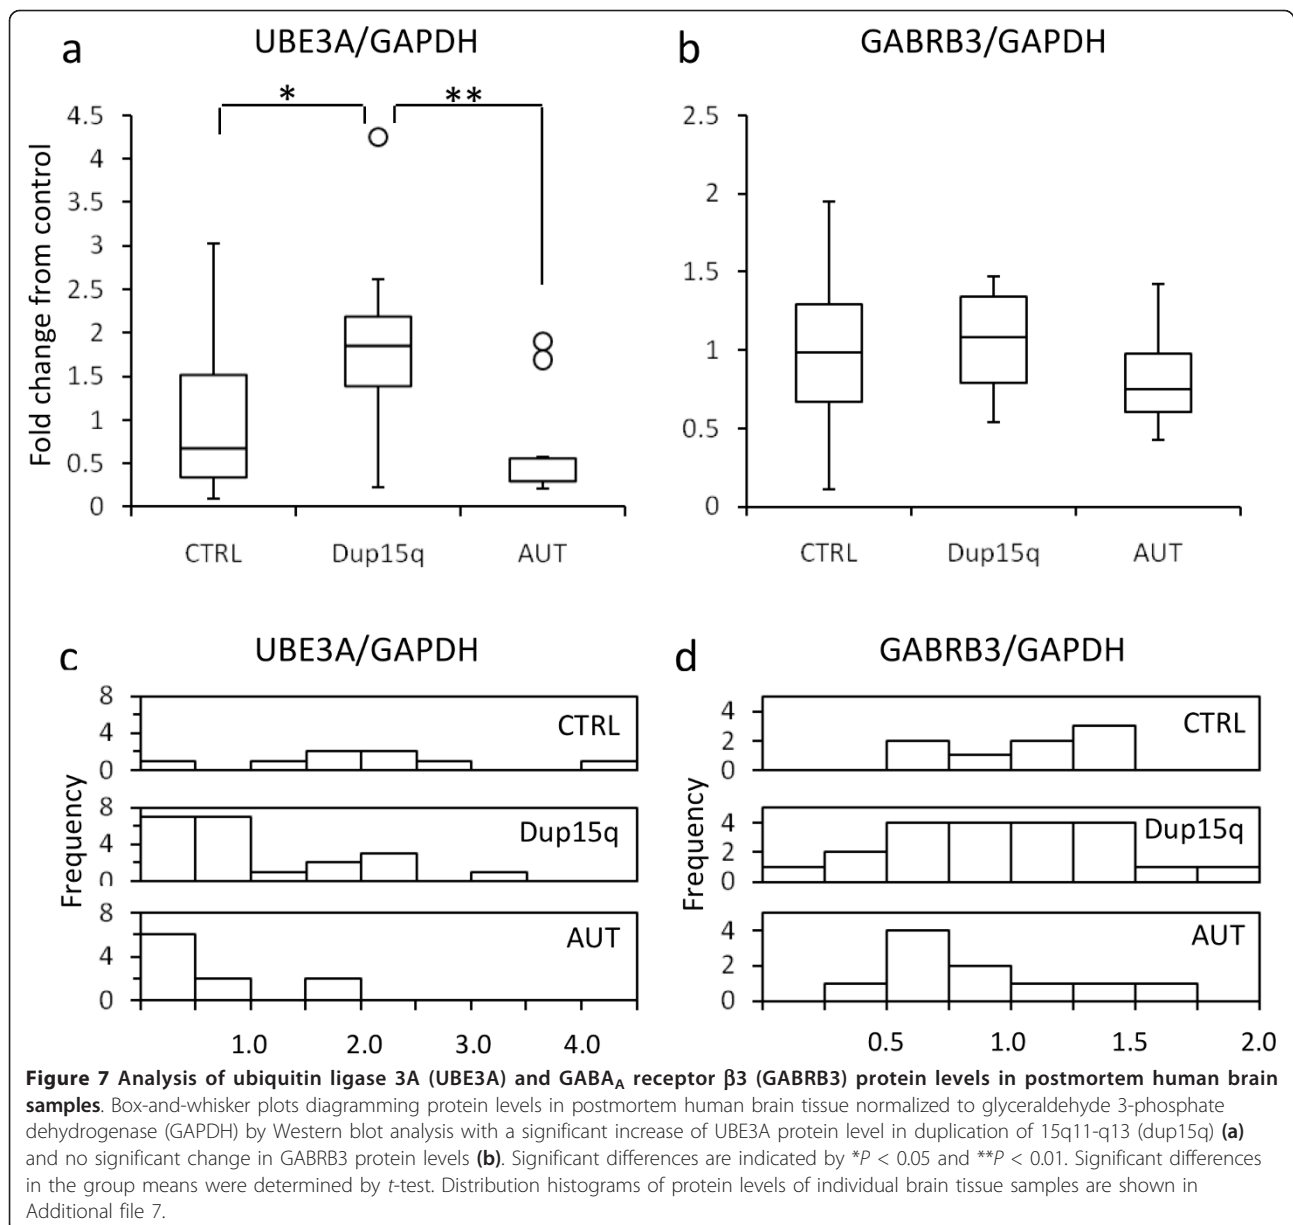 a UBE3A/GAPDH
b GABRB3/GAPDH
* **
Fold change from control
4.5
4
3.5
3
2.5
2
1.5
1
0.5
0
CTRL Dup15q AUT
2.5
2
1.5
1
0.5
0
CTRL Dup15q AUT
c UBE3A/GAPDH
Frequency
8
4
0
CTRL
8
4
0
Dup15q
8
4
0
AUT
1.0 2.0 3.0 4.0
d GABRB3/GAPDH
Frequency
4
2
0
CTRL
4
2
0
Dup15q
4
2
0
AUT
0.5 1.0 1.5 2.0
Figure 7 Analysis of ubiquitin ligase 3A (UBE3A) and GABAA receptor β3 (GABRB3) protein levels in postmortem human brain
samples. Box-and-whisker plots diagramming protein levels in postmortem human brain tissue normalized to glyceraldehyde 3-phosphate
dehydrogenase (GAPDH) by Western blot analysis with a significant increase of UBE3A protein level in duplication of 15q11-q13 (dup15q) (a)
and no significant change in GABRB3 protein levels (b). Significant differences are indicated by *P < 0.05 and **P < 0.01. Significant differences
in the group means were determined by t-test. Distribution histograms of protein levels of individual brain tissue samples are shown in
Additional file 7.